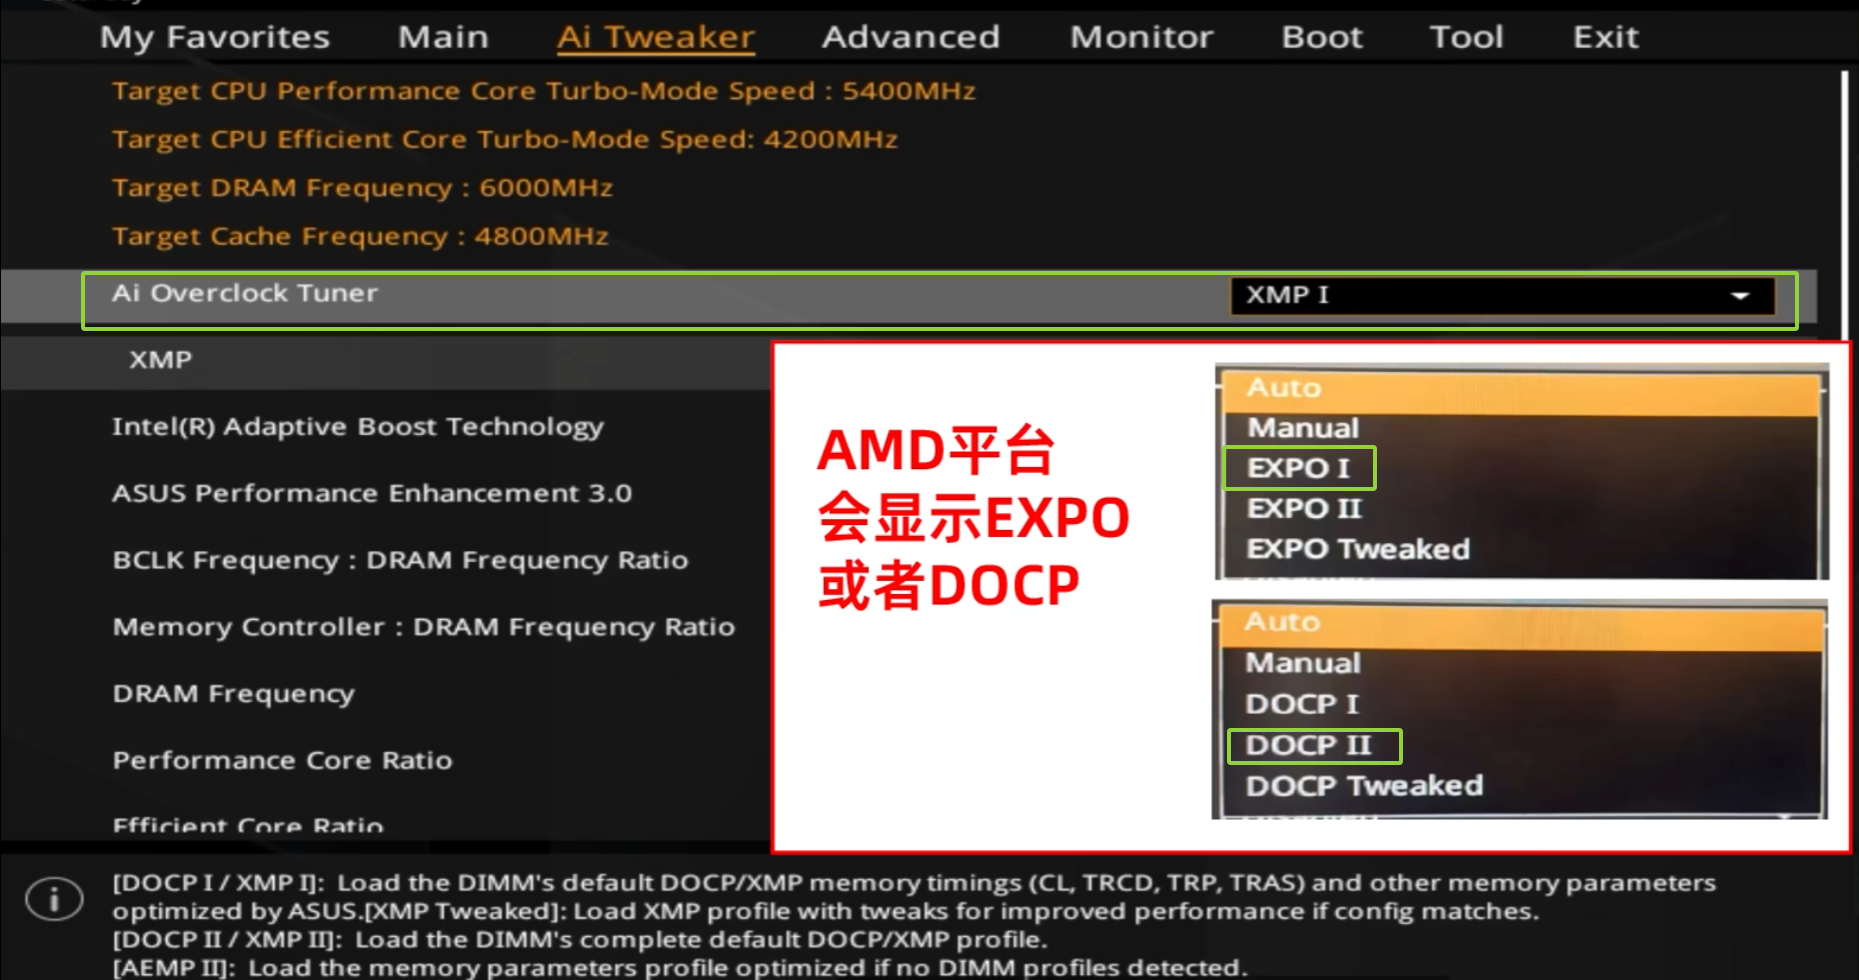 My Favorites Main Ai Tweaker Advanced Monitor Boot Tool Exit
Target CPU Performance Core Turbo-Mode Speed : 5400MHz
Target CPU Efficient Core Turbo-Mode Speed: 4200MHz
Target DRAM Frequency : 6000MHz
Target Cache Frequency : 4800MHz
Ai Overclock Tuner XMP I
XMP
Intel(R) Adaptive Boost Technology
ASUS Performance Enhancement 3.0
BCLK Frequency : DRAM Frequency Ratio
Memory Controller : DRAM Frequency Ratio
DRAM Frequency
Performance Core Ratio
Efficient Core Ratio
AMD平台
会显示EXPO
或者DOCP
Auto
Manual
EXPO I
EXPO II
EXPO Tweaked
Auto
Manual
DOCP I
DOCP II
DOCP Tweaked
[DOCP I / XMP I]: Load the DIMM's default DOCP/XMP memory timings (CL, TRCD, TRP, TRAS) and other memory parameters
optimized by ASUS.[XMP Tweaked]: Load XMP profile with tweaks for improved performance if config matches.
[DOCP II / XMP II]: Load the DIMM's complete default DOCP/XMP profile.
[AEMP II]: Load the memory parameters profile optimized if no DIMM profiles detected.